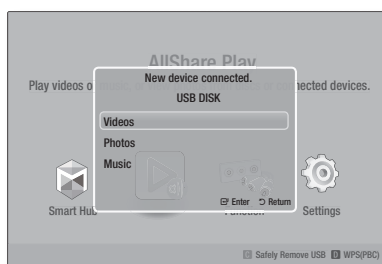 AllShare Play
Play videos o
nected devices.
New device connected.
USB DISK
Videos
Photos
Music
Enter Return
Smart Hub
Function
Settings
C Safely Remove USB D WPS(PBC)